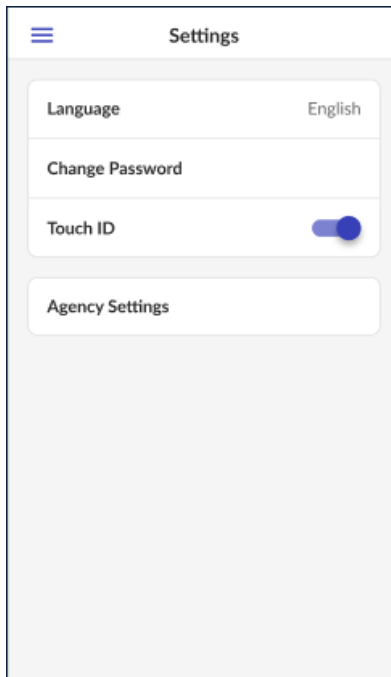 Settings
Language English
Change Password
Touch ID
Agency Settings